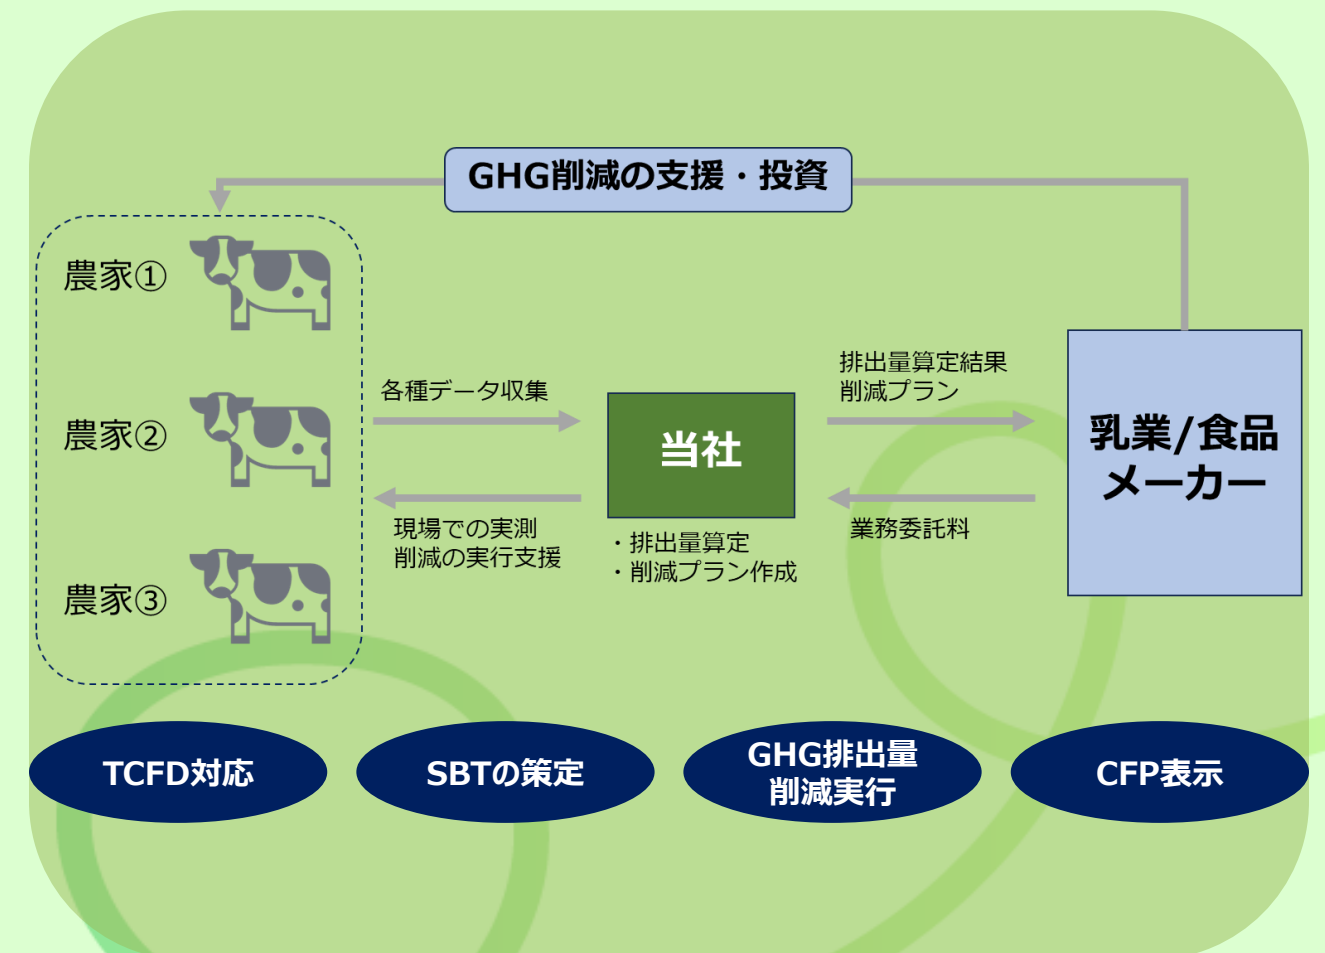 GHG削減の支援・投資
農家①
農家②
農家③
各種データ収集
現場での実測
削減の実行支援
当社
・排出量算定
・削減プラン作成
排出量算定結果
削減プラン
業務委託料
乳業/食品
メーカー
TCFD対応
SBTの策定
GHG排出量
削減実行
CFP表示